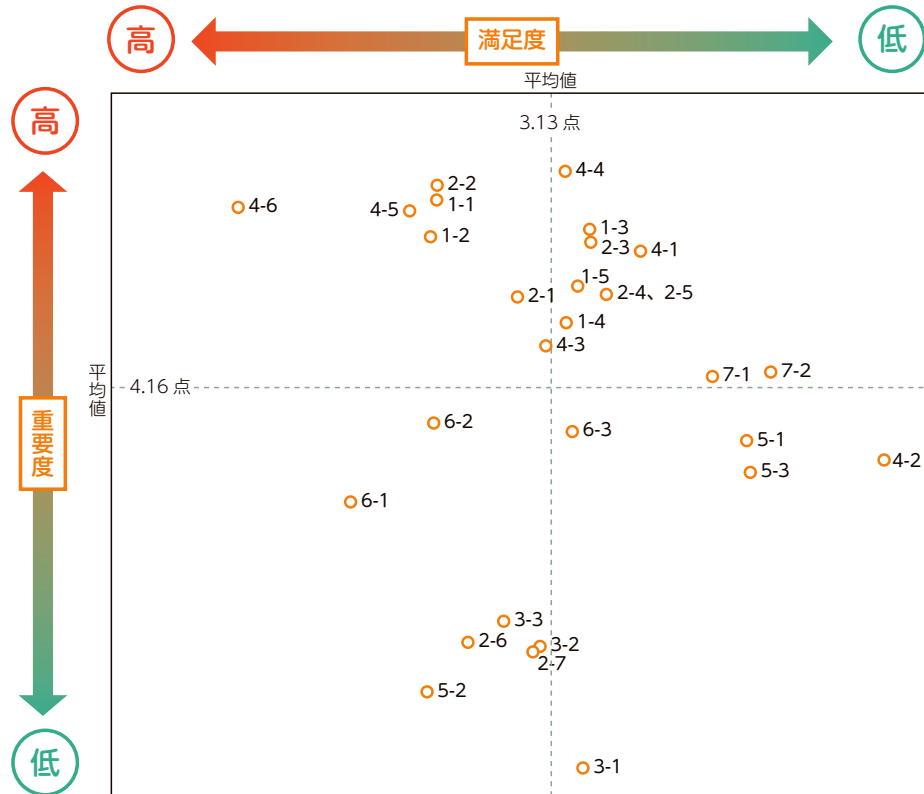 高
満足度
低
平均値
3.13 点
高
4-4
2-2
1-1
4-6
4-5
1-2
1-3
2-3
4-1
1-5
2-1
2-4、2-5
1-4
4-3
平均値
4.16 点
7-1
7-2
重要度
6-2
6-3
5-1
4-2
5-3
6-1
3-3
2-6
3-2
2-7
5-2
低
3-1